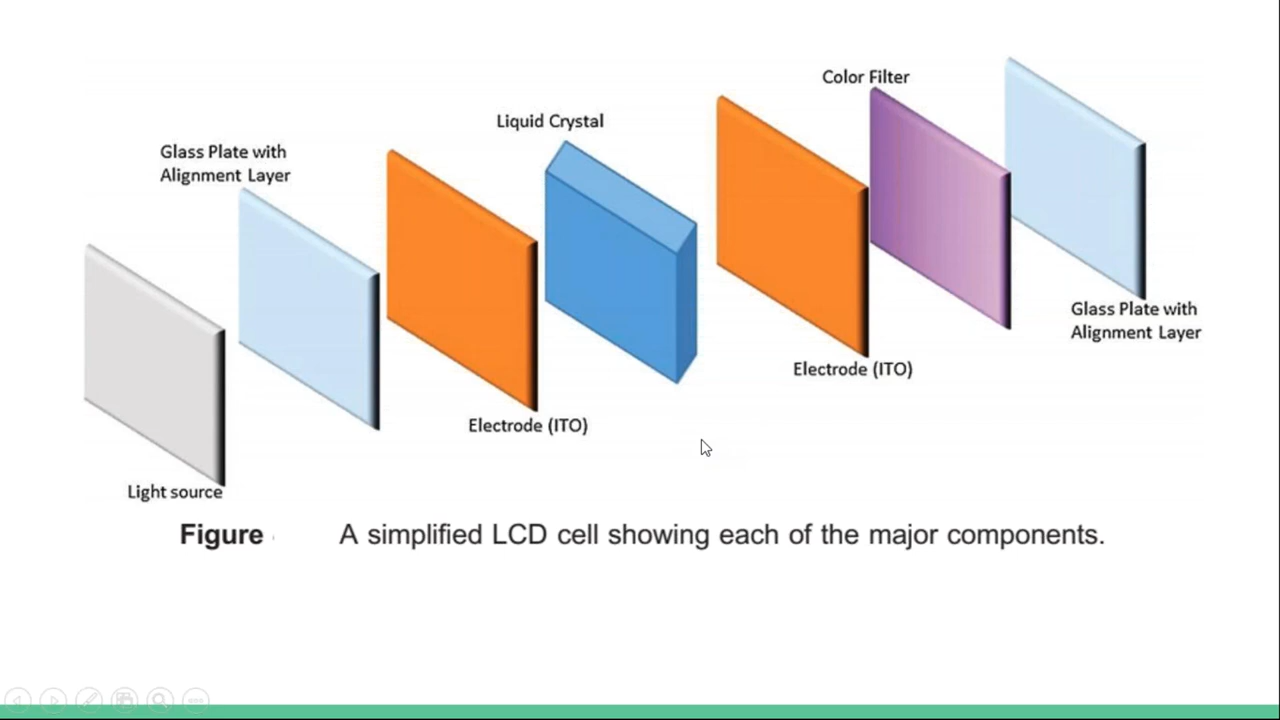 Color Filter
Liquid Crystal
Glass Plate with
Alignment Layer
Glass Plate with
Alignment Layer
Electrode (ITO)
Electrode (ITO)
Light source
Figure A simplified LCD cell showing each of the major components.